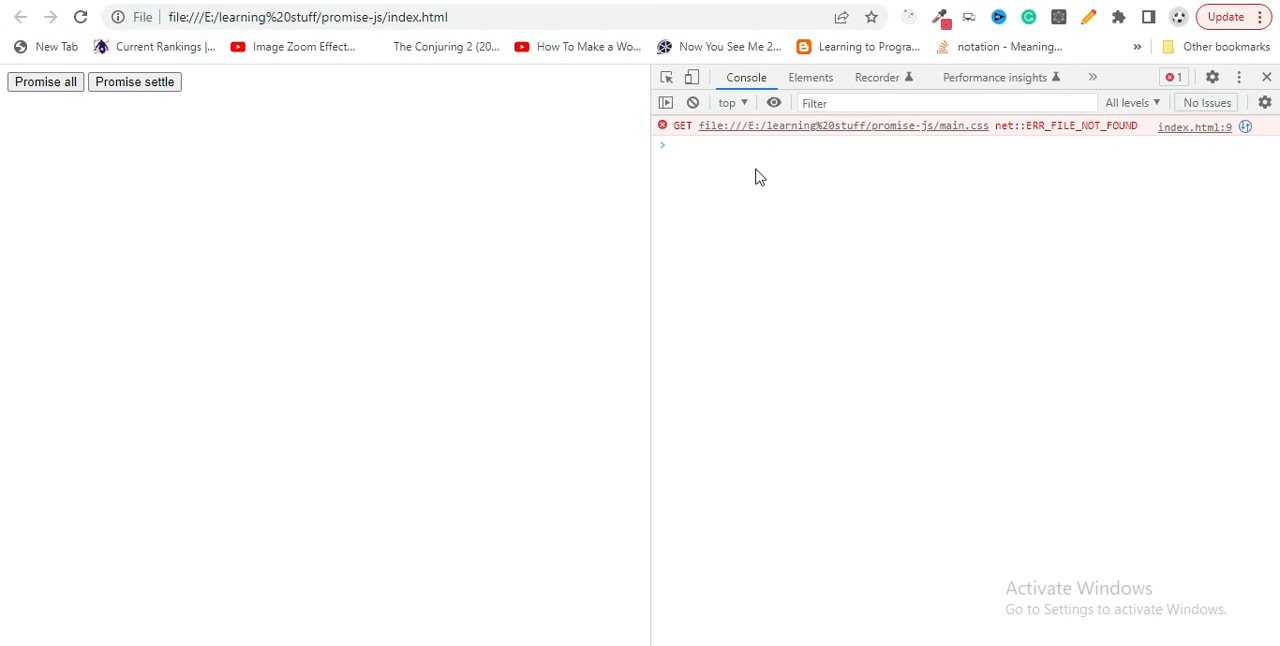 File file:///E:/learning%20stuff/promise-js/index.html Update
New Tab Current Rankings |... Image Zoom Effect... The Conjuring 2 (20... How To Make a Wo... Now You See Me 2... Learning to Progra... notation - Meaning... » Other bookmarks
Promise all Promise settle
Console Elements Recorder Performance insights » 1
top ▼ Filter All levels ▼ No Issues
GET file:///E:/learning%20stuff/promise-js/main.css net::ERR_FILE_NOT_FOUND index.html:9
Activate Windows
Go to Settings to activate Windows.